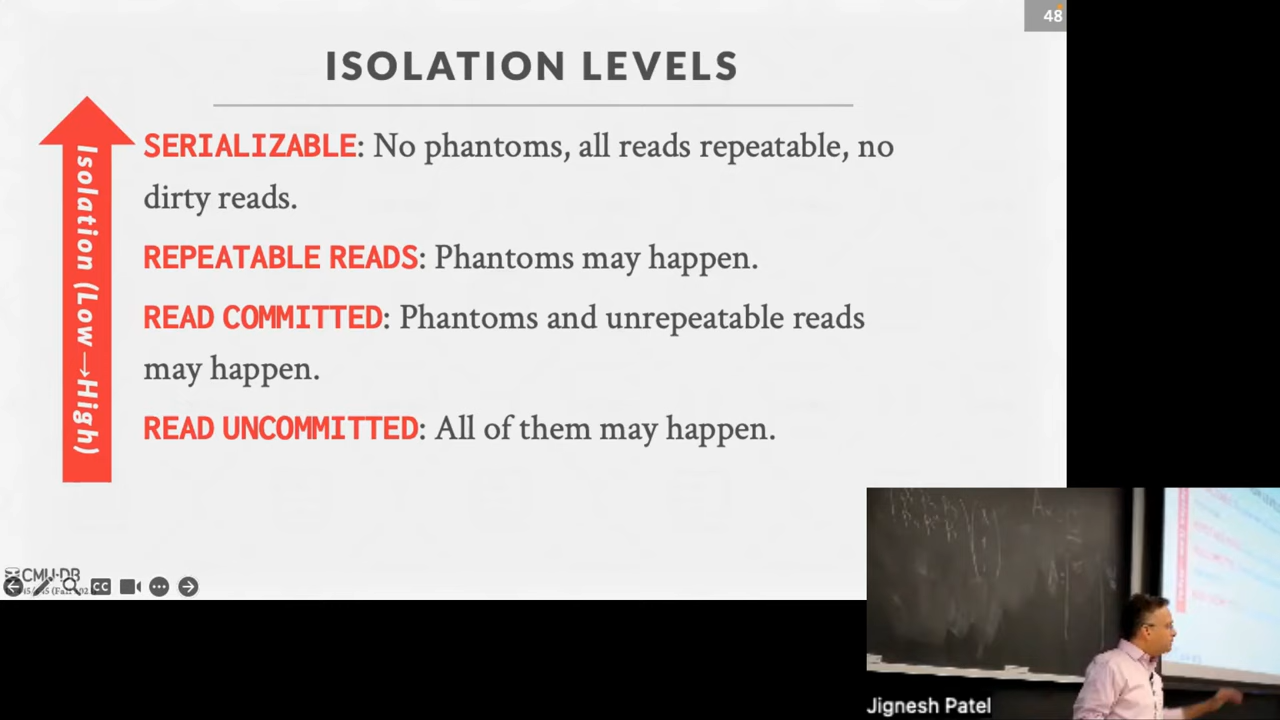 48
ISOLATION LEVELS
Isolation (Low→High)
SERIALIZABLE: No phantoms, all reads repeatable, no
dirty reads.
REPEATABLE READS: Phantoms may happen.
READ COMMITTED: Phantoms and unrepeatable reads
may happen.
READ UNCOMMITTED: All of them may happen.
CMU·DB
CC
Jignesh Patel